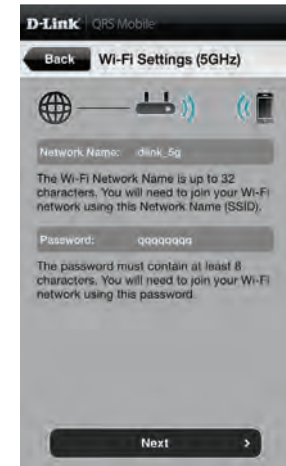 D-Link QRS Mobile
Back Wi-Fi Settings (5GHz)
Network Name: dlink_5g
The Wi-Fi Network Name is up to 32
characters. You will need to join your Wi-Fi
network using this Network Name (SSID).
Password: qqqqqqqq
The password must contain at least 8
characters. You will need to join your Wi-Fi
network using this password.
Next